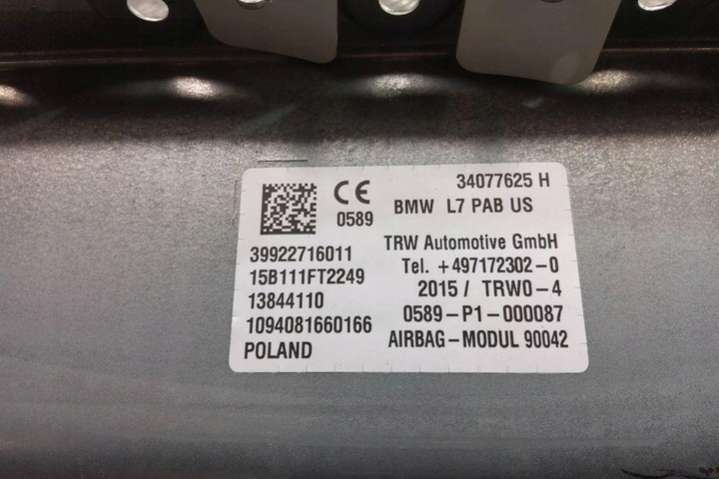 34077625 H
CE
0589
BMW L7 PAB US
39922716011
15B111FT2249
13844110
1094081660166
POLAND
TRW Automotive GmbH
Tel. +497172302-0
2015 / TRW0-4
0589-P1-000087
AIRBAG-MODUL 90042